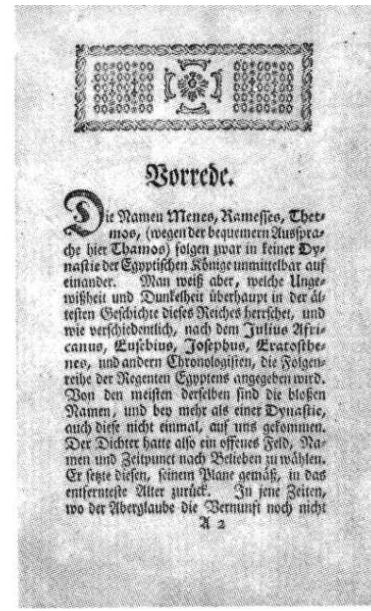 Vorrede.
Die Namen Menes, Ramesses, Thet-
mos, (wegen der bequemern Ausspra-
che hier Thamos) folgen zwar in keiner Dy-
nastie der Egyptischen Könige unmittelbar auf
einander. Man weiß aber, welche Unge-
wißheit und Dunkelheit überhaupt in der äl-
testen Geschichte dieses Reiches herrschet, und
wie verschiedentlich, nach dem Julius Afri-
canus, Eusebius, Josephus, Eratosthe-
nes, und andern Chronologisten, die Folgen-
reihe der Regenten Egyptens angegeben wird.
Von den meisten derselben sind die bloßen
Namen, und bey mehr als einer Dynastie,
auch diese nicht einmal, auf uns gekommen.
Der Dichter hatte also ein offenes Feld, Na-
men und Zeitpunct nach Belieben zu wählen.
Er setzte diesen, seinem Plane gemäß, in das
entfernteste Alter zurück. In jene Zeiten,
wo der Aberglaube die Vernunft noch nicht
A 2